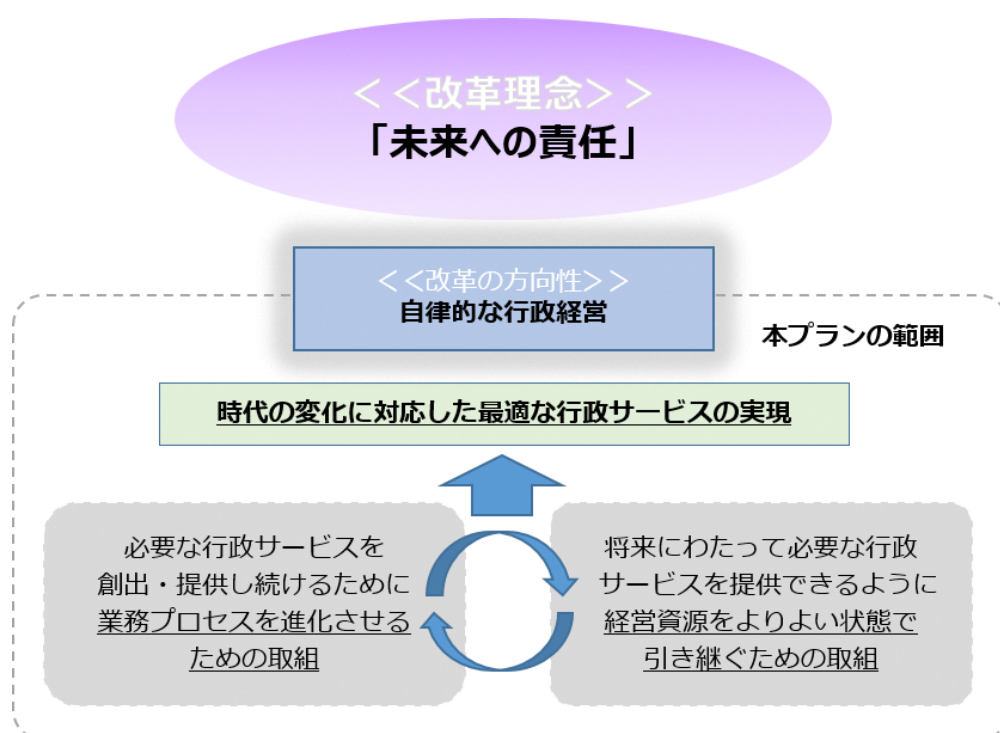 ＜＜改革理念＞＞
「未来への責任」
＜＜改革の方向性＞＞
自律的な行政経営
本プランの範囲
時代の変化に対応した最適な行政サービスの実現
必要な行政サービスを
創出・提供し続けるために
業務プロセスを進化させる
ための取組
将来にわたって必要な行政
サービスを提供できるように
経営資源をよりよい状態で
引き継ぐための取組